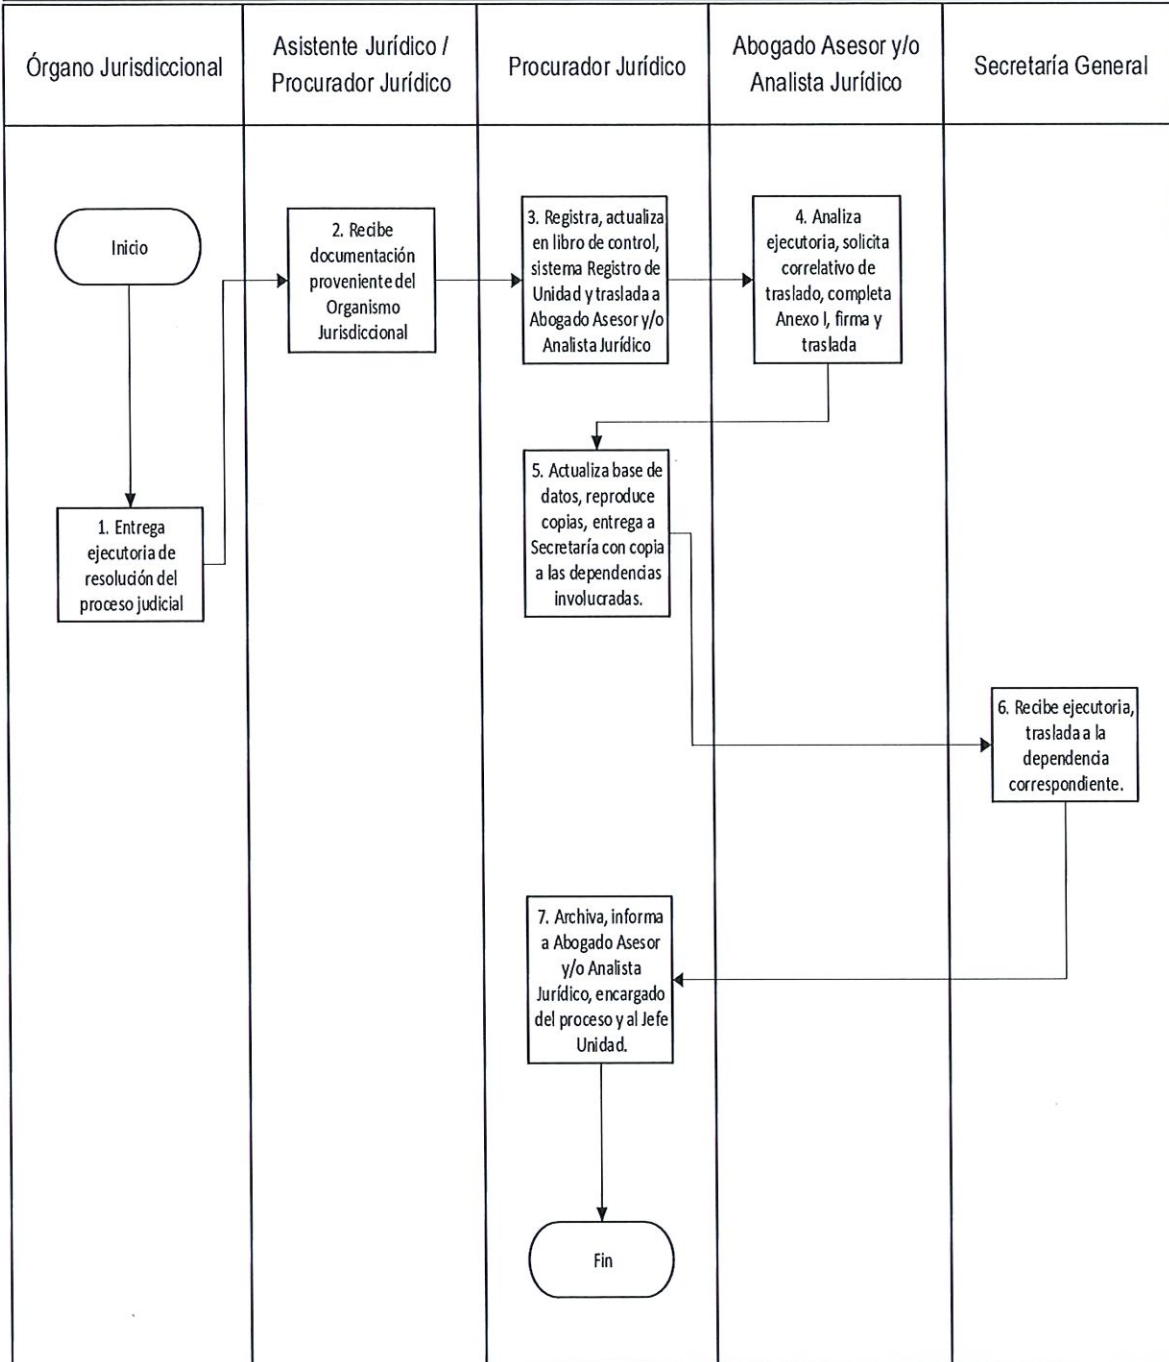 Órgano Jurisdiccional
Asistente Jurídico /
Procurador Jurídico
Procurador Jurídico
Abogado Asesor y/o
Analista Jurídico
Secretaría General
Inicio
1. Entrega
ejecutoria de
resolución del
proceso judicial
2. Recibe
documentación
proveniente del
Organismo
Jurisdiccional
3. Registra, actualiza
en libro de control,
sistema Registro de
Unidad y traslada a
Abogado Asesor y/o
Analista Jurídico
4. Analiza
ejecutoria, solicita
correlativo de
traslado, completa
Anexo I, firma y
traslada
5. Actualiza base de
datos, reproduce
copias, entrega a
Secretaría con copia
a las dependencias
involucradas.
6. Recibe ejecutoria,
traslada a la
dependencia
correspondiente.
7. Archiva, informa
a Abogado Asesor
y/o Analista
Jurídico, encargado
del proceso y al Jefe
Unidad.
Fin